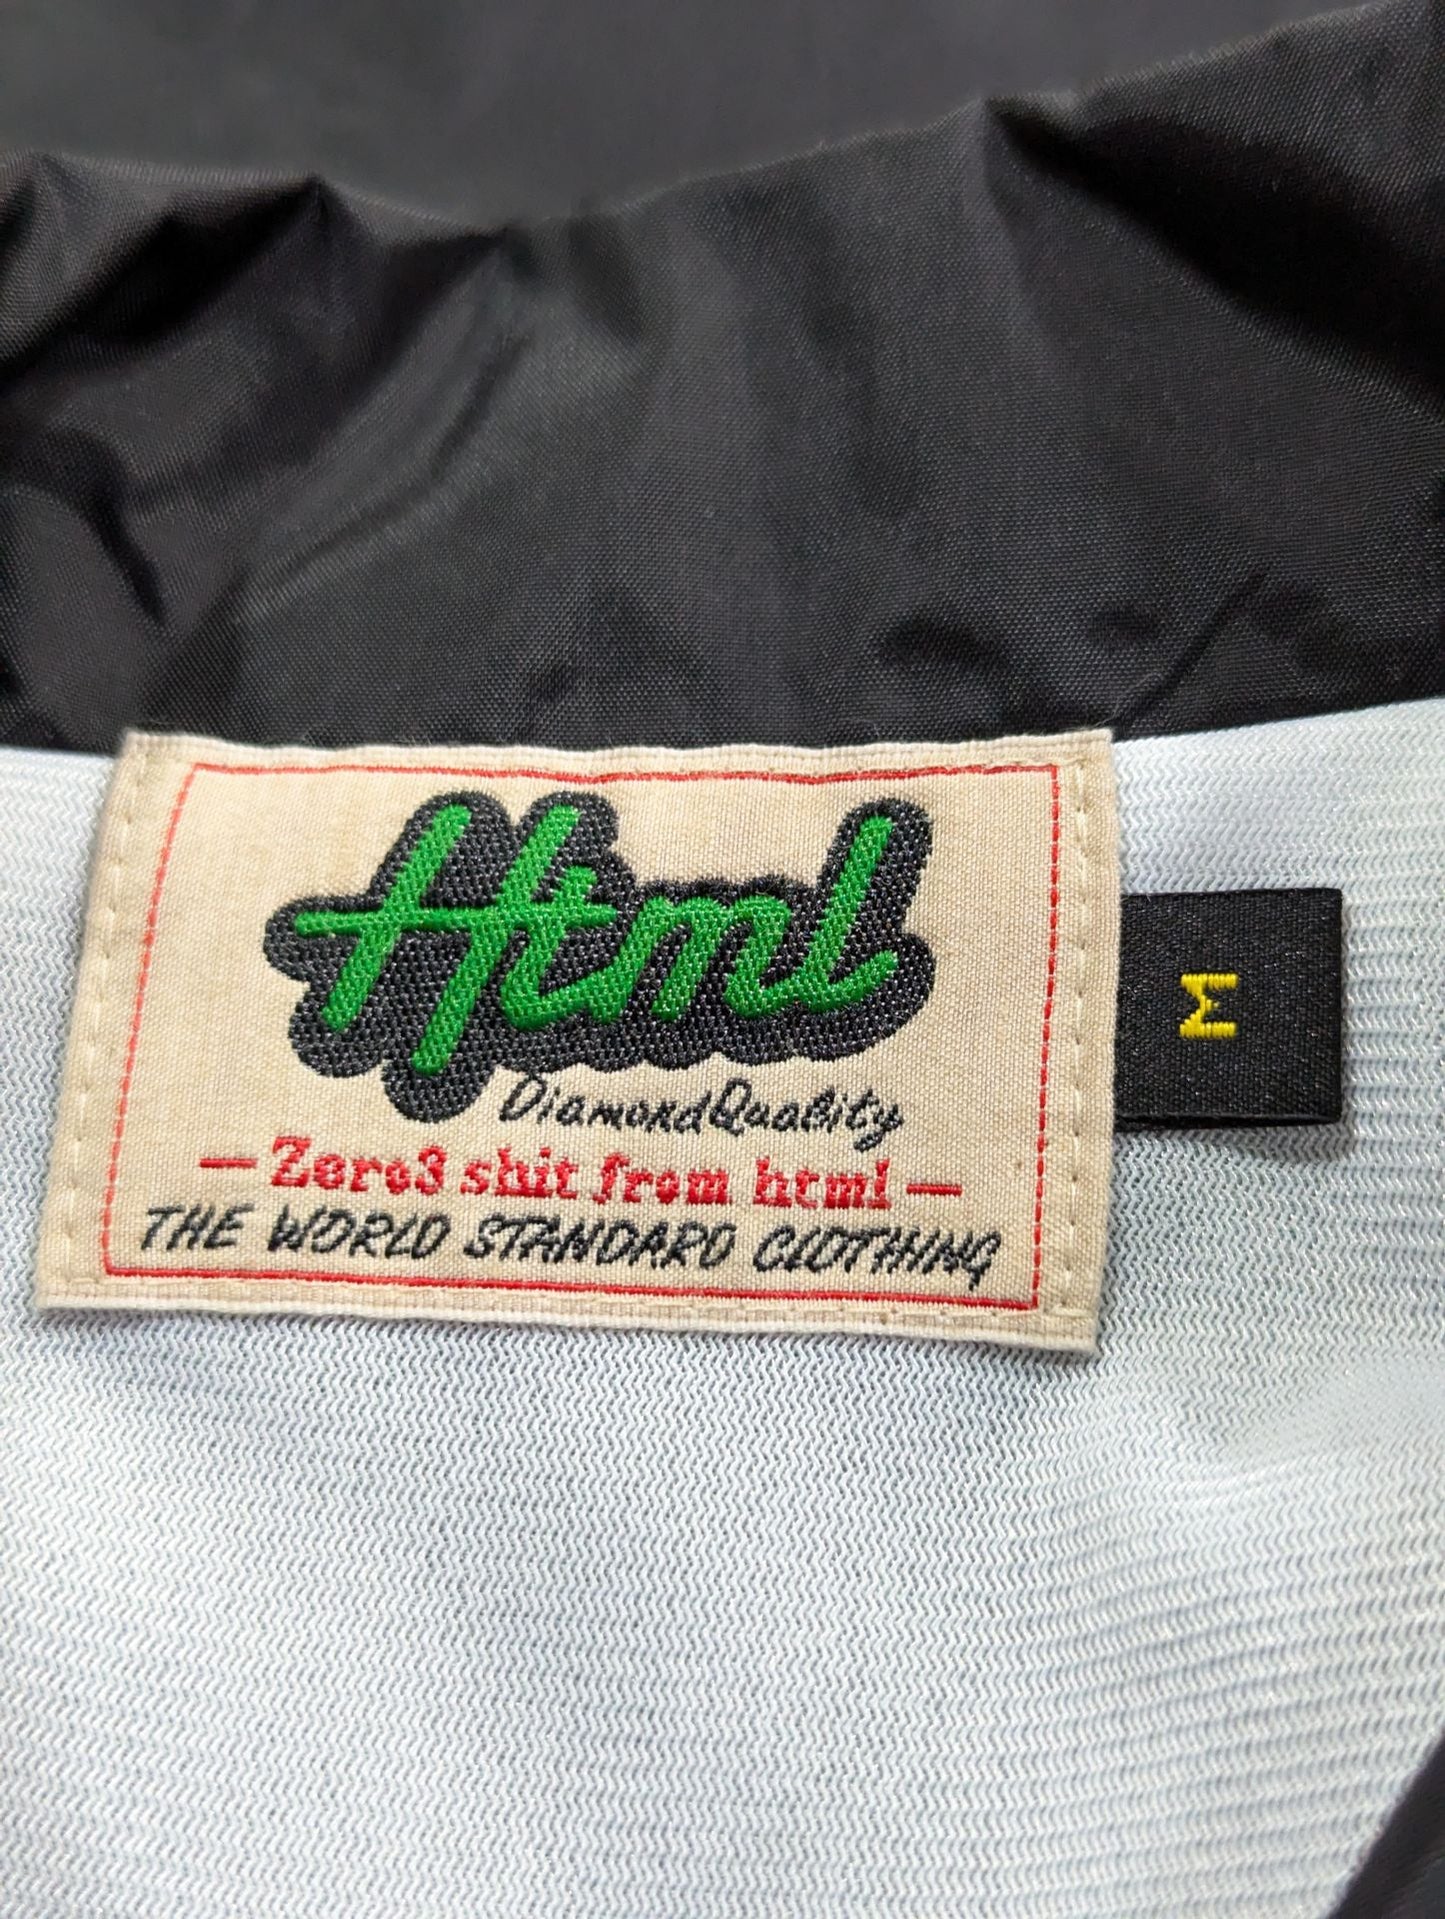 Html
DiamondQuality
— Zero3 shit from html —
THE WORLD STANDARD CLOTHING
M